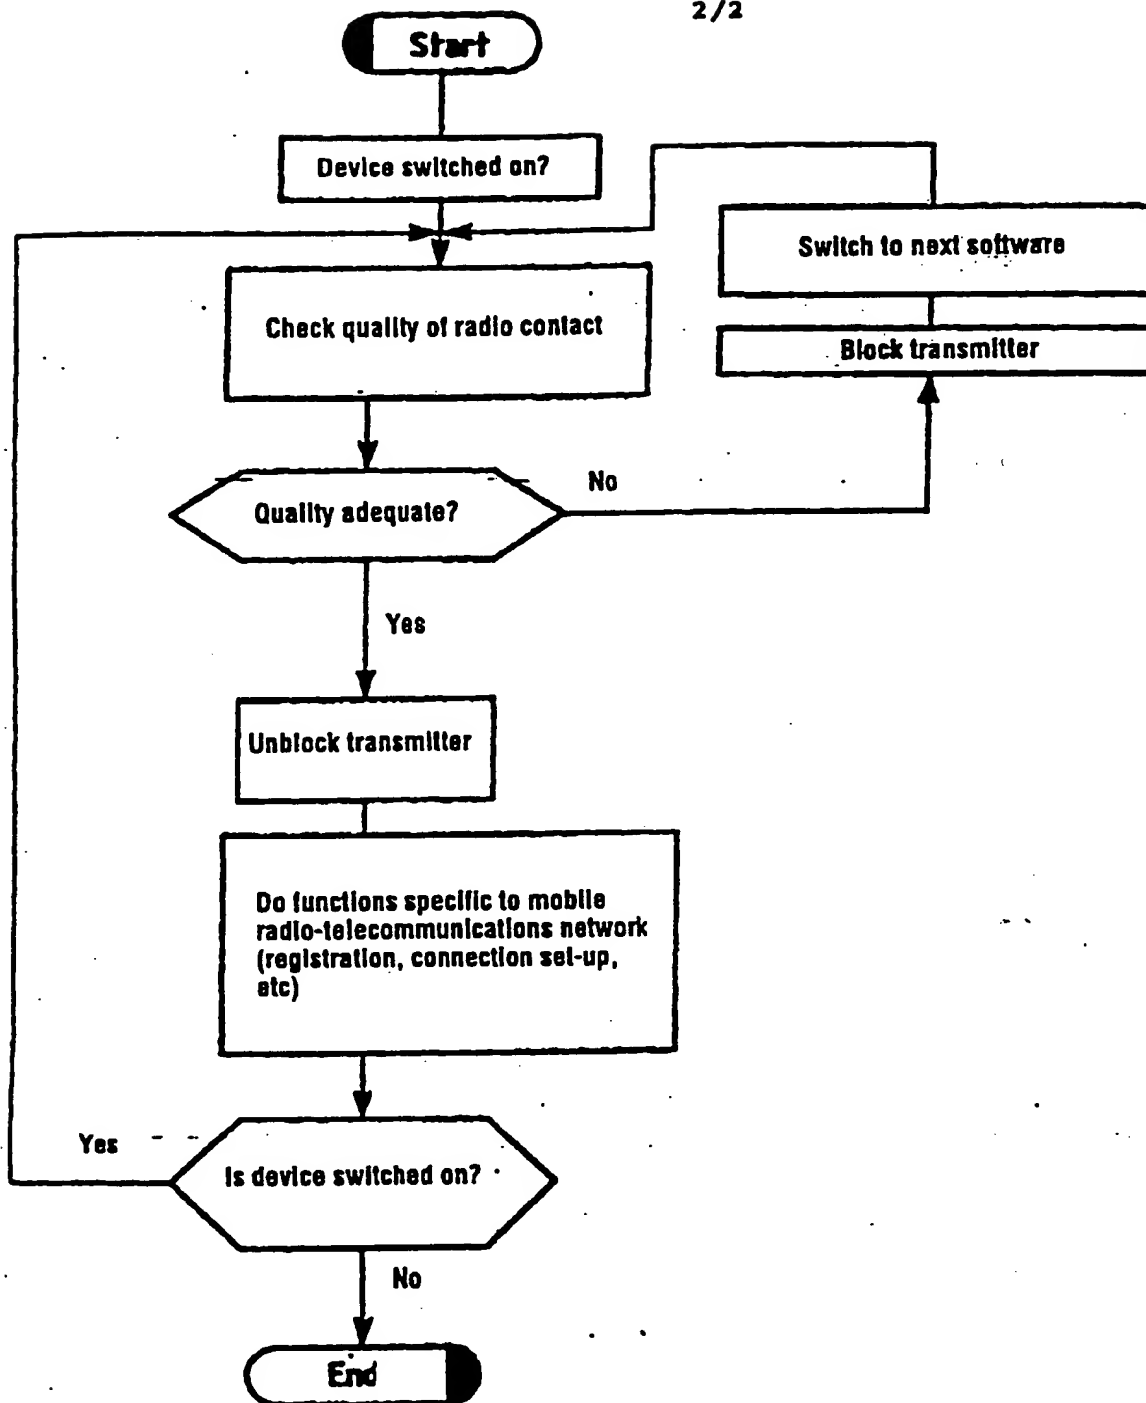 2/2
Start
Device switched on?
Switch to next software
Check quality of radio contact
Block transmitter
No
Quality adequate?
Yes
Unblock transmitter
Do functions specific to mobile
radio-telecommunications network
(registration, connection set-up,
etc)
Yes
Is device switched on?
No
End